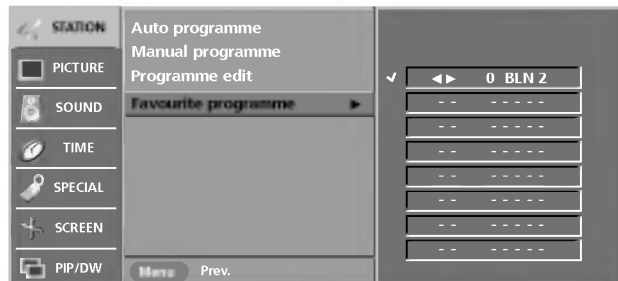 STATION
PICTURE
SOUND
TIME
SPECIAL
SCREEN
PIP/DW
Auto programme
Manual programme
Programme edit
Favourite programme ►
Menu Prev.
✔ ◄► 0 BLN 2
- - - - - - -
- - - - - - -
- - - - - - -
- - - - - - -
- - - - - - -
- - - - - - -
- - - - - - -